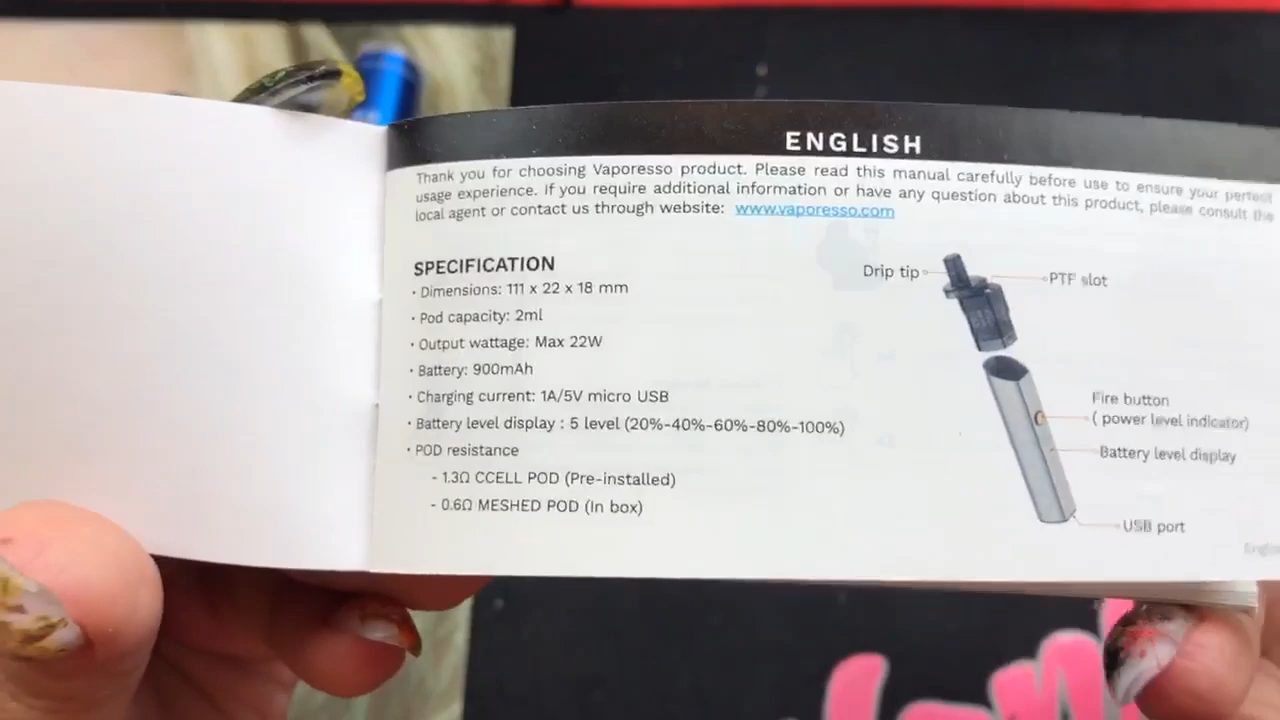 ENGLISH
Thank you for choosing Vaporesso product. Please read this manual carefully before use to ensure your perfect
usage experience. If you require additional information or have any question about this product, please consult the
local agent or contact us through website: www.vaporesso.com
SPECIFICATION
· Dimensions: 111 x 22 x 18 mm
· Pod capacity: 2ml
· Output wattage: Max 22W
· Battery: 900mAh
· Charging current: 1A/5V micro USB
· Battery level display : 5 level (20%-40%-60%-80%-100%)
· POD resistance
- 1.3Ω CCELL POD (Pre-installed)
- 0.6Ω MESHED POD (In box)
Drip tip
PTF slot
Fire button
( power level indicator)
Battery level display
USB port